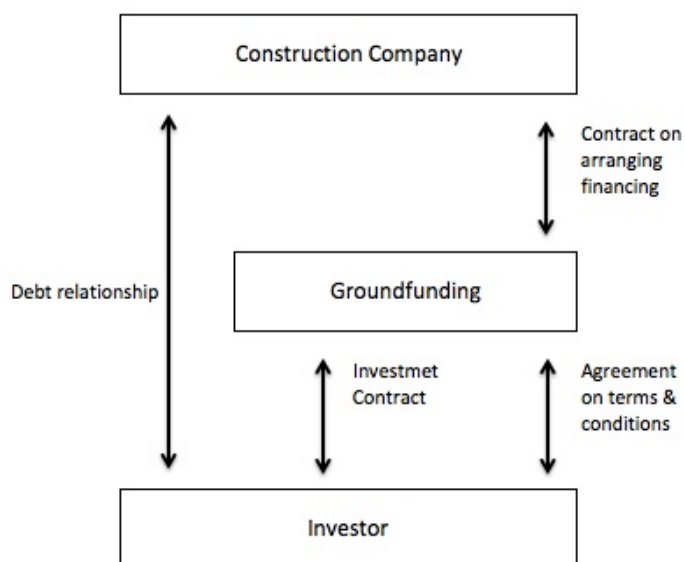 Construction Company
Contract on
arranging
financing
Debt relationship
Groundfunding
Investmet
Contract
Agreement
on terms &
conditions
Investor